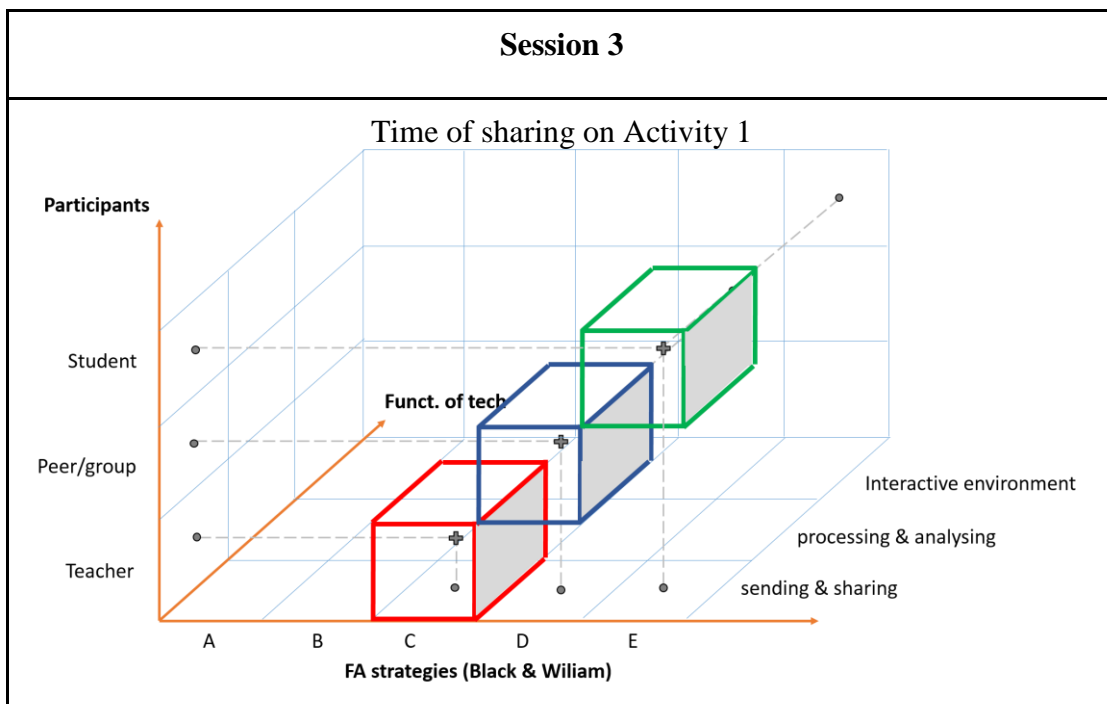 Session 3
Time of sharing on Activity 1
Participants
Student
Funct. of tech
Peer/group
Interactive environment
processing & analysing
Teacher
sending & sharing
A B C D E
FA strategies (Black & Wiliam)